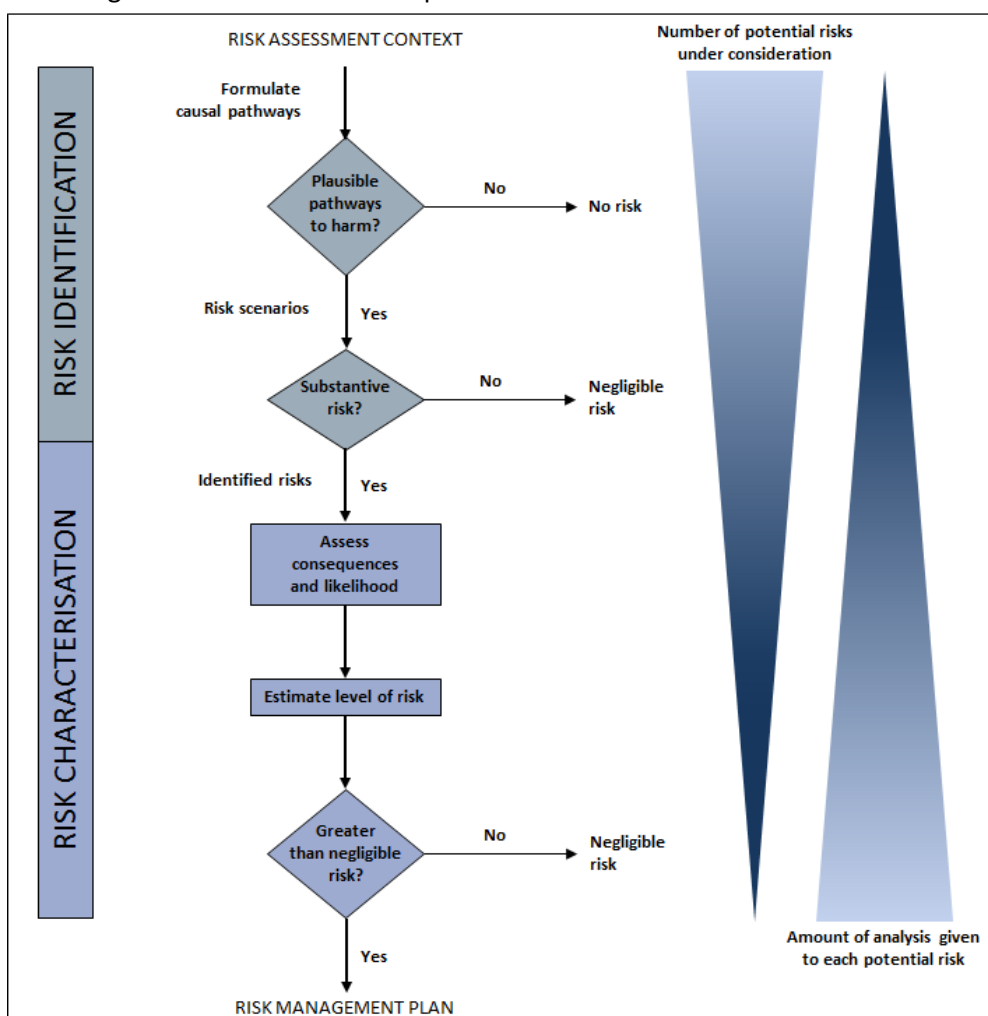 RISK ASSESSMENT CONTEXT
Number of potential risks
under consideration
Formulate
causal pathways
Plausible
pathways
to harm?
No
No risk
RISK IDENTIFICATION
Risk scenarios
Yes
Substantive
risk?
No
Negligible
risk
Identified risks
Yes
Assess
consequences
and likelihood
RISK CHARACTERISATION
Estimate level of risk
Greater
than negligible
risk?
No
Negligible
risk
Yes
Amount of analysis given
to each potential risk
RISK MANAGEMENT PLAN